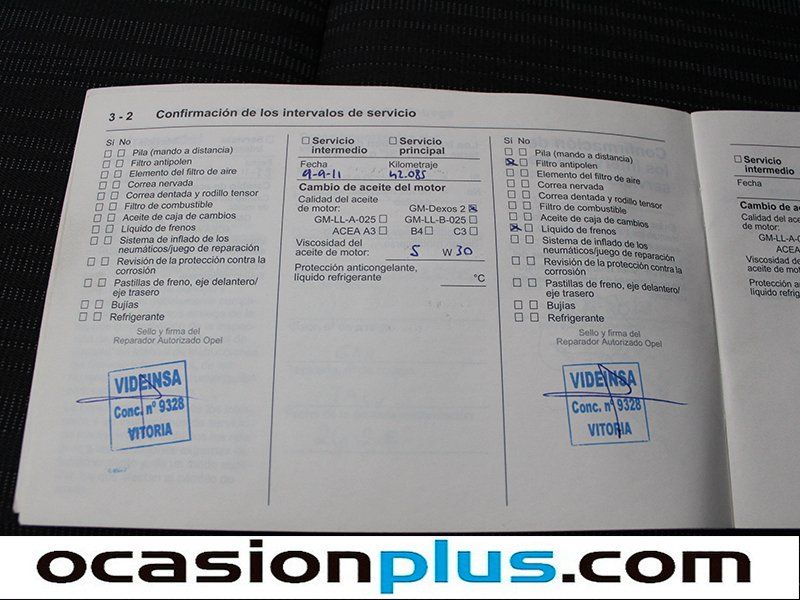 3 - 2 Confirmación de los intervalos de servicio
Si No
☐ ☐ Pila (mando a distancia)
☐ ☐ Filtro antipolen
☐ ☐ Elemento del filtro de aire
☐ ☐ Correa nervada
☐ ☐ Correa dentada y rodillo tensor
☐ ☐ Filtro de combustible
☐ ☐ Aceite de caja de cambios
☐ ☐ Líquido de frenos
☐ ☐ Sistema de inflado de los
neumáticos/juego de reparación
☐ ☐ Revisión de la protección contra la
corrosión
☐ ☐ Pastillas de freno, eje delantero/
eje trasero
☐ ☐ Bujías
☐ ☐ Refrigerante
Sello y firma del
Reparador Autorizado Opel
VIDEINSA
Conc. nº 9328
VITORIA
☐ Servicio ☐ Servicio
intermedio principal
Fecha Kilometraje
9-9-11 42.085
Cambio de aceite del motor
Calidad del aceite
de motor: GM-Dexos 2 ☒
GM-LL-A-025 ☐ GM-LL-B-025 ☐
ACEA A3 ☐ B4 ☐ C3 ☐
Viscosidad del
aceite de motor: 5 W 30
Protección anticongelante,
líquido refrigerante °C
Si No
☐ ☐ Pila (mando a distancia)
☒ ☐ Filtro antipolen
☐ ☐ Elemento del filtro de aire
☐ ☐ Correa nervada
☐ ☐ Correa dentada y rodillo tensor
☐ ☐ Filtro de combustible
☐ ☐ Aceite de caja de cambios
☒ ☐ Líquido de frenos
☐ ☐ Sistema de inflado de los
neumáticos/juego de reparación
☐ ☐ Revisión de la protección contra la
corrosión
☐ ☐ Pastillas de freno, eje delantero/
eje trasero
☐ ☐ Bujías
☐ ☐ Refrigerante
Sello y firma del
Reparador Autorizado Opel
VIDEINSA
Conc. nº 9328
VITORIA
☐ Servicio
intermedio
Fecha
Cambio de a
Calidad del acei
de motor:
GM-LL-A
ACEA
Viscosidad de
aceite de moto
Protección a
líquido refrige
ocasionplus.com